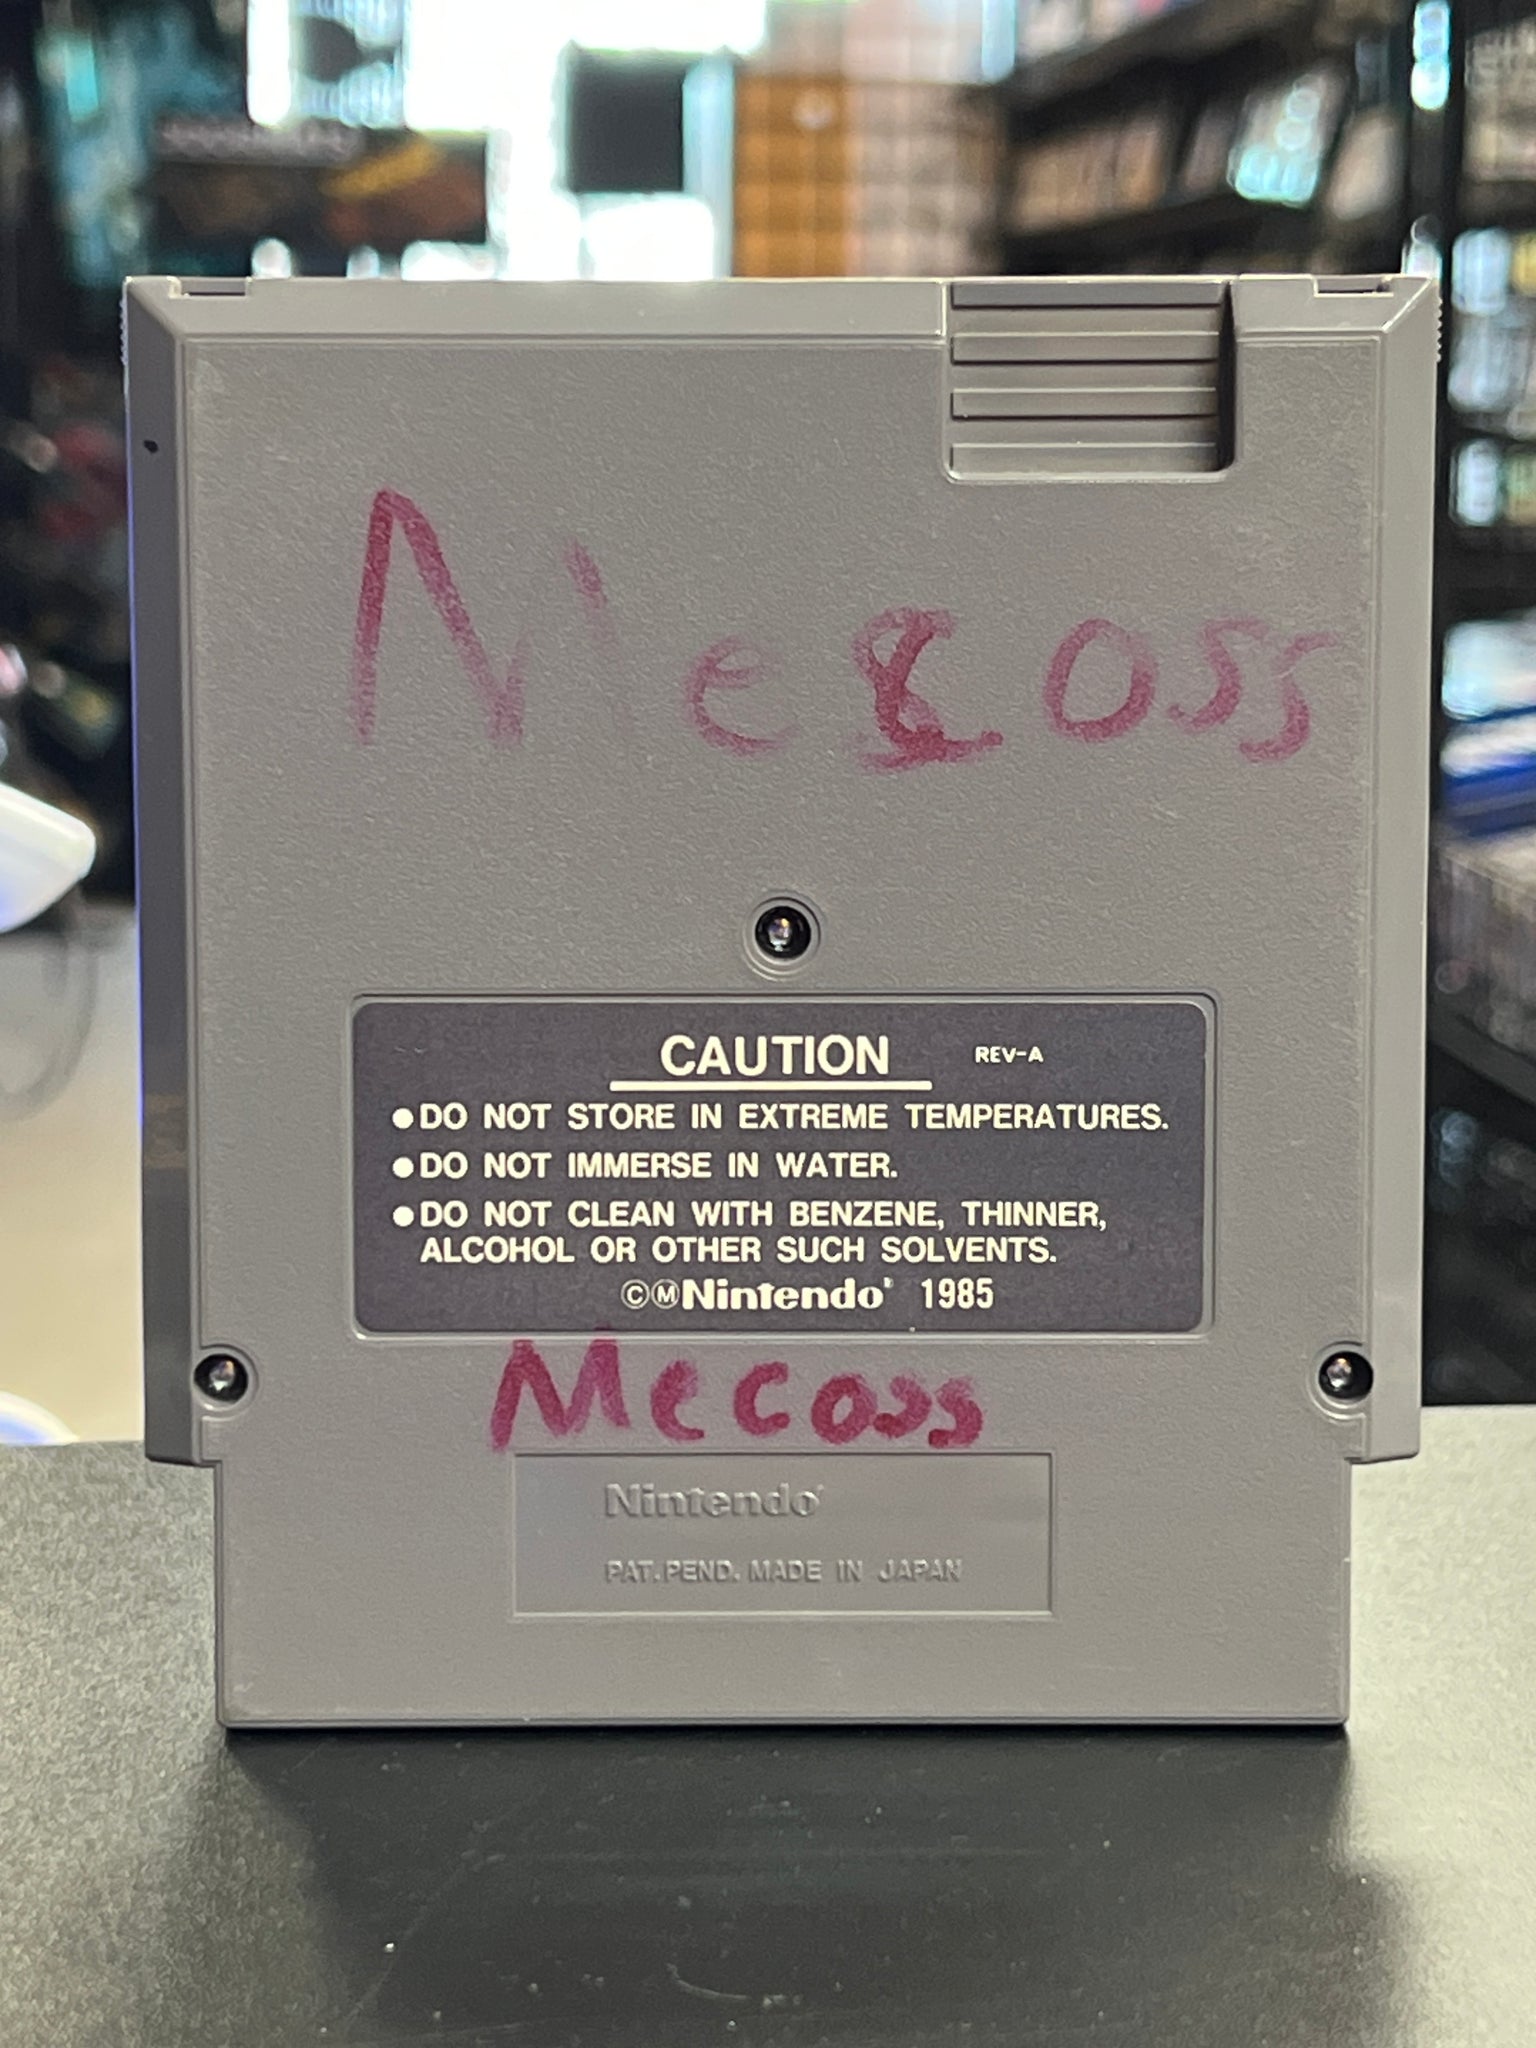 Mecoss
CAUTION REV-A
●DO NOT STORE IN EXTREME TEMPERATURES.
●DO NOT IMMERSE IN WATER.
●DO NOT CLEAN WITH BENZENE, THINNER,
ALCOHOL OR OTHER SUCH SOLVENTS.
©ⓂNintendo® 1985
Mecoss
Nintendo®
PAT.PEND. MADE IN JAPAN